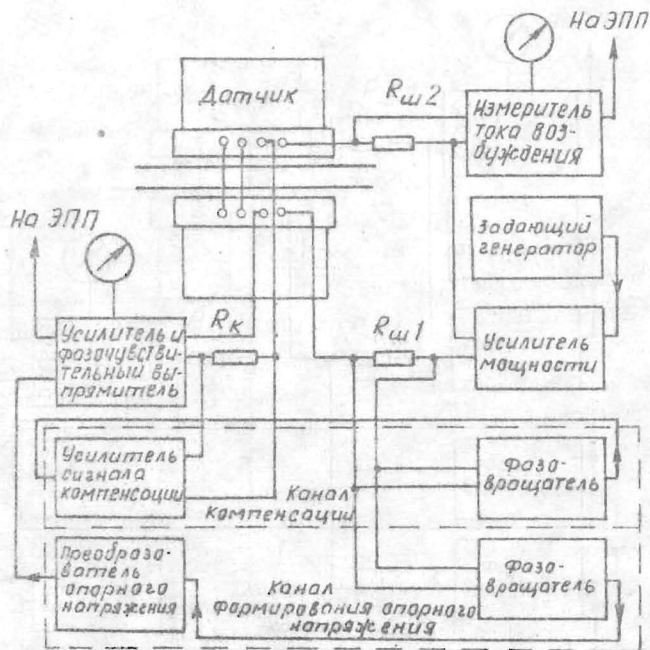 На ЭПП
Датчик
Rш2
Измеритель
тока воз-
буждения
Задающий
генератор
На ЭПП
Rк
Rш1
Усилитель и
фазочувстви-
тельный вы-
прямитель
Усилитель
мощности
Усилитель
сигнала
компенсации
Канал
компенсации
Фазо-
вращатель
Преобразо-
ватель
опорного
напряжения
Канал
формирования опорного
напряжения
Фазо-
вращатель